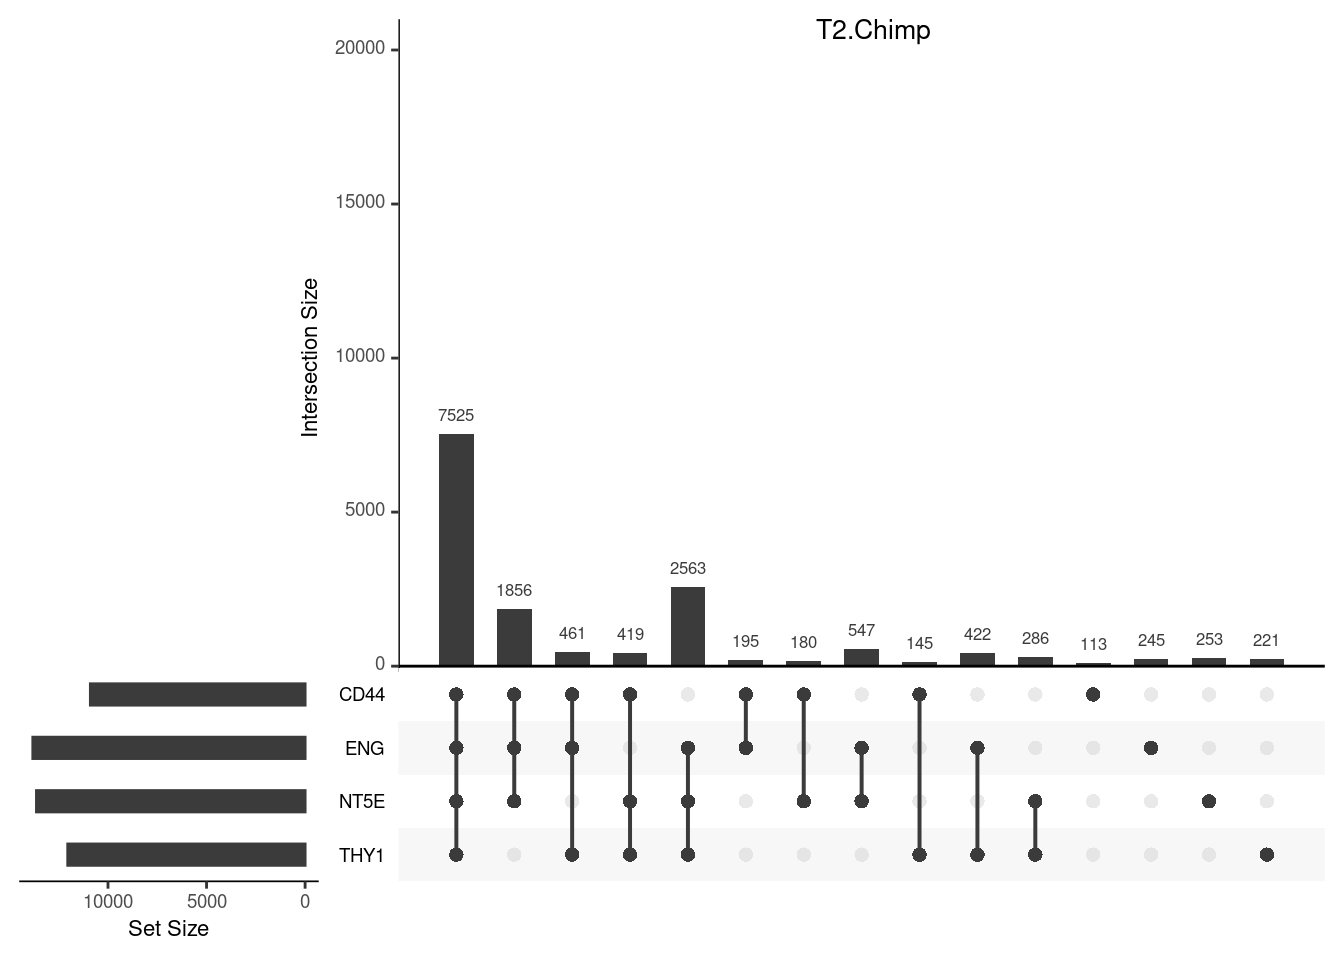 T2.Chimp
20000
15000
10000
5000
0
Intersection Size
7525
1856
461
419
2563
195
180
547
145
422
286
113
245
253
221
CD44
ENG
NT5E
THY1
10000 5000 0
Set Size